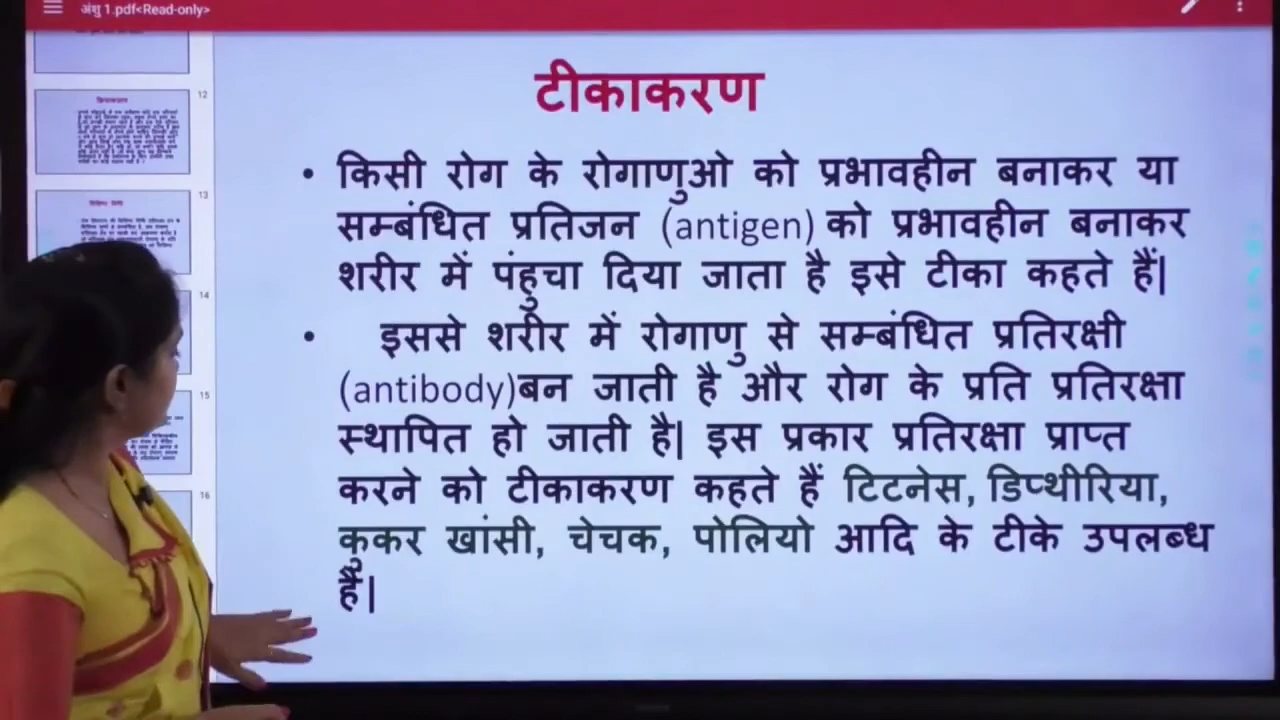 अंशु 1.pdf<Read-only>
टीकाकरण
12
13
14
15
16
• किसी रोग के रोगाणुओ को प्रभावहीन बनाकर या
सम्बंधित प्रतिजन (antigen) को प्रभावहीन बनाकर
शरीर में पंहुचा दिया जाता है इसे टीका कहते हैं|
• इससे शरीर में रोगाणु से सम्बंधित प्रतिरक्षी
(antibody)बन जाती है और रोग के प्रति प्रतिरक्षा
स्थापित हो जाती है| इस प्रकार प्रतिरक्षा प्राप्त
करने को टीकाकरण कहते हैं टिटनेस, डिप्थीरिया,
कुकर खांसी, चेचक, पोलियो आदि के टीके उपलब्ध
हैं|